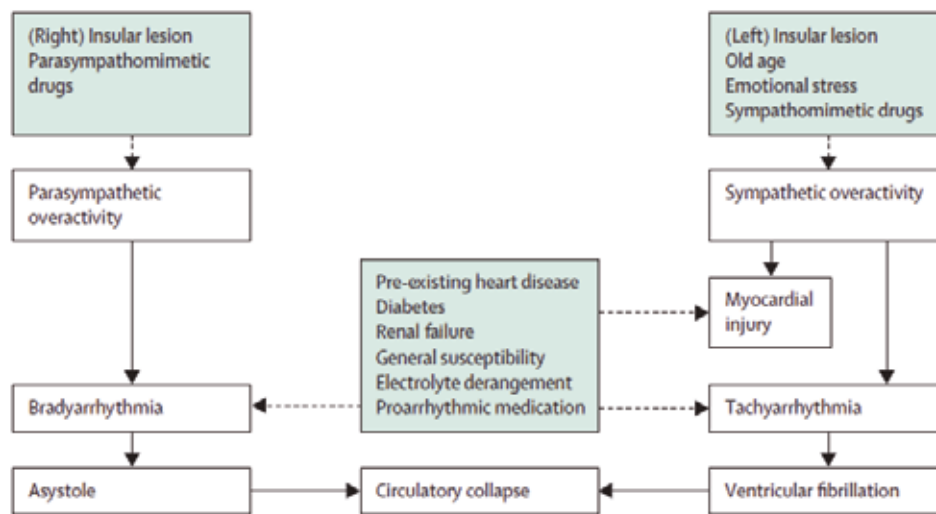 (Right) Insular lesion
Parasympathomimetic
drugs
(Left) Insular lesion
Old age
Emotional stress
Sympathomimetic drugs
Parasympathetic
overactivity
Sympathetic overactivity
Pre-existing heart disease
Diabetes
Renal failure
General susceptibility
Electrolyte derangement
Proarrhythmic medication
Myocardial
injury
Bradyarrhythmia
Tachyarrhythmia
Asystole
Circulatory collapse
Ventricular fibrillation